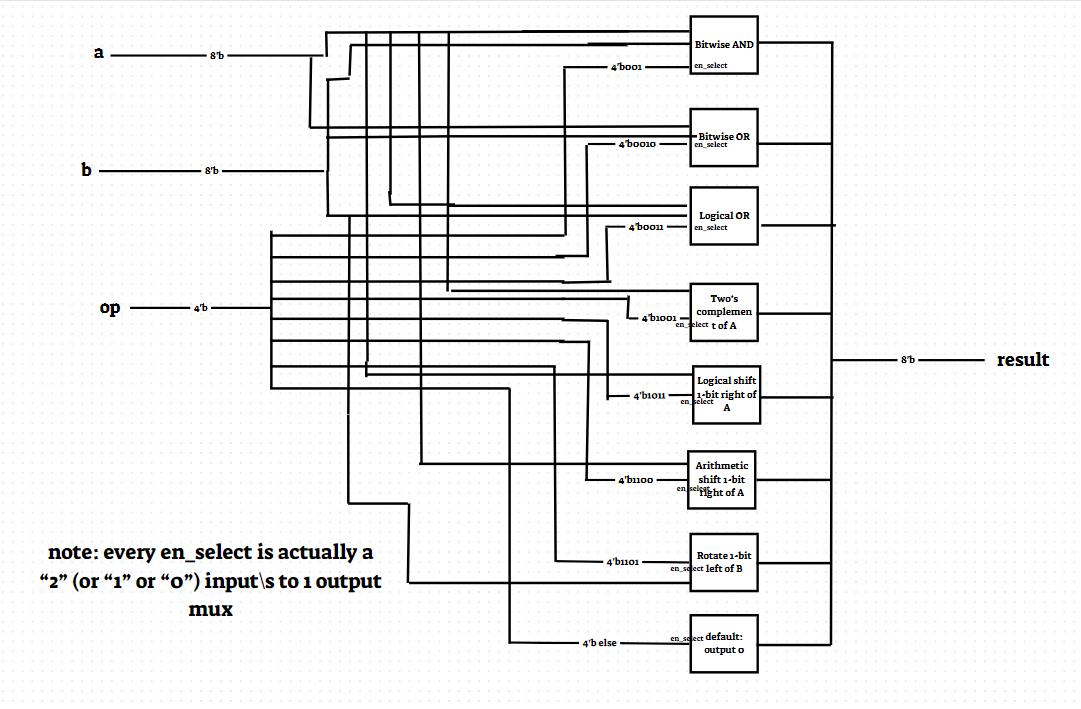 a
8'b
Bitwise AND
4'b001
en_select
Bitwise OR
4'b0010
en_select
b
8'b
Logical OR
4'b0011
en_select
op
4'b
Two's
complemen
t of A
4'b1001
en_select
8'b
result
Logical shift
1-bit right of
A
4'b1011
en_select
Arithmetic
shift 1-bit
right of A
4'b1100
en_select
note: every en_select is actually a
“2” (or “1” or “0”) input\s to 1 output
mux
Rotate 1-bit
left of B
4'b1101
en_select
4'b else
en_select
default:
output 0